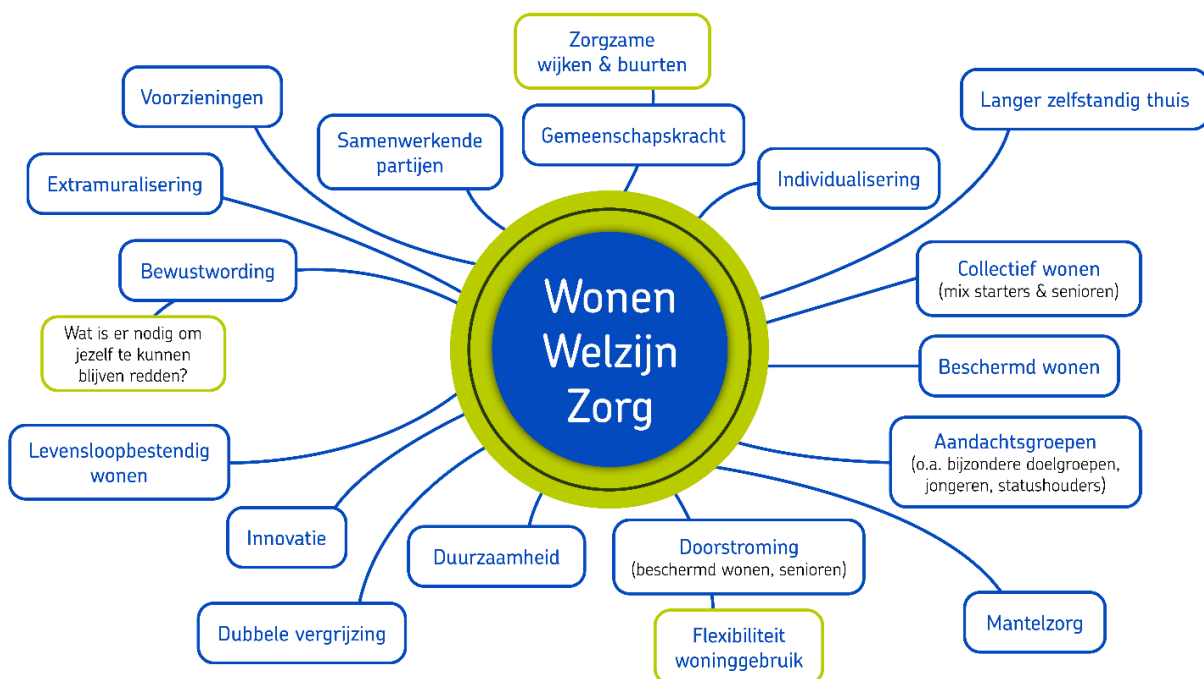 Zorgzame
wijken & buurten
Voorzieningen
Langer zelfstandig thuis
Samenwerkende
partijen
Gemeenschapskracht
Extramuralisering
Individualisering
Bewustwording
Wat is er nodig om
jezelf te kunnen
blijven redden?
Collectief wonen
(mix starters & senioren)
Wonen
Welzijn
Zorg
Beschermd wonen
Levensloopbestendig
wonen
Aandachtsgroepen
(o.a. bijzondere doelgroepen,
jongeren, statushouders)
Innovatie
Duurzaamheid
Doorstroming
(beschermd wonen, senioren)
Dubbele vergrijzing
Flexibiliteit
woninggebruik
Mantelzorg